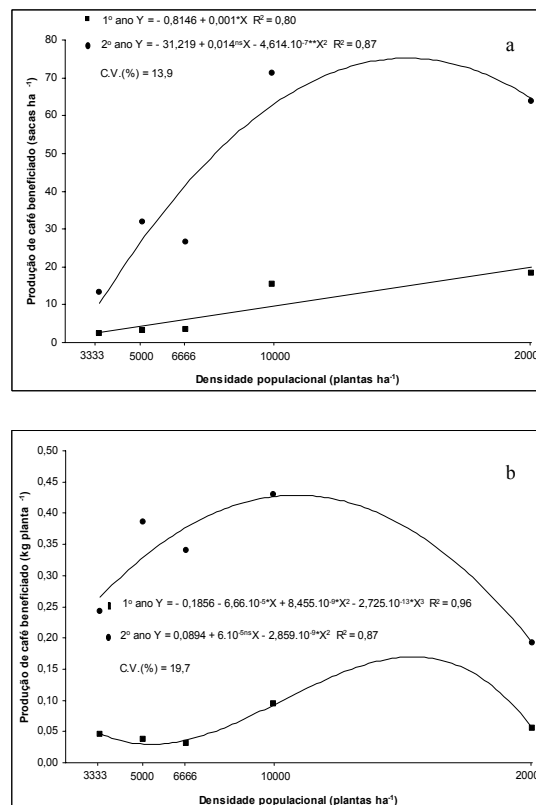 1º ano Y = - 0,8146 + 0,001*X R² = 0,80
a
2º ano Y = - 31,219 + 0,014ⁿˢX - 4,614.10⁻⁷**X² R² = 0,87
C.V.(%) = 13,9
Produção de café beneficiado (sacas ha⁻¹)
80
70
60
50
40
30
20
10
0
3333 5000 6666 10000 2000
Densidade populacional (plantas ha⁻¹)
b
Produção de café beneficiado (kg planta ⁻¹)
0,50
0,45
0,40
0,35
0,30
0,25
0,20
0,15
0,10
0,05
0,00
1º ano Y = - 0,1856 - 6,66.10⁻⁵*X + 8,455.10⁻⁹*X² - 2,725.10⁻¹³*X³ R² = 0,96
2º ano Y = 0,0894 + 6.10⁻⁵ⁿˢX - 2,859.10⁻⁹*X² R² = 0,87
C.V.(%) = 19,7
3333 5000 6666 10000 2000
Densidade populacional (plantas ha⁻¹)